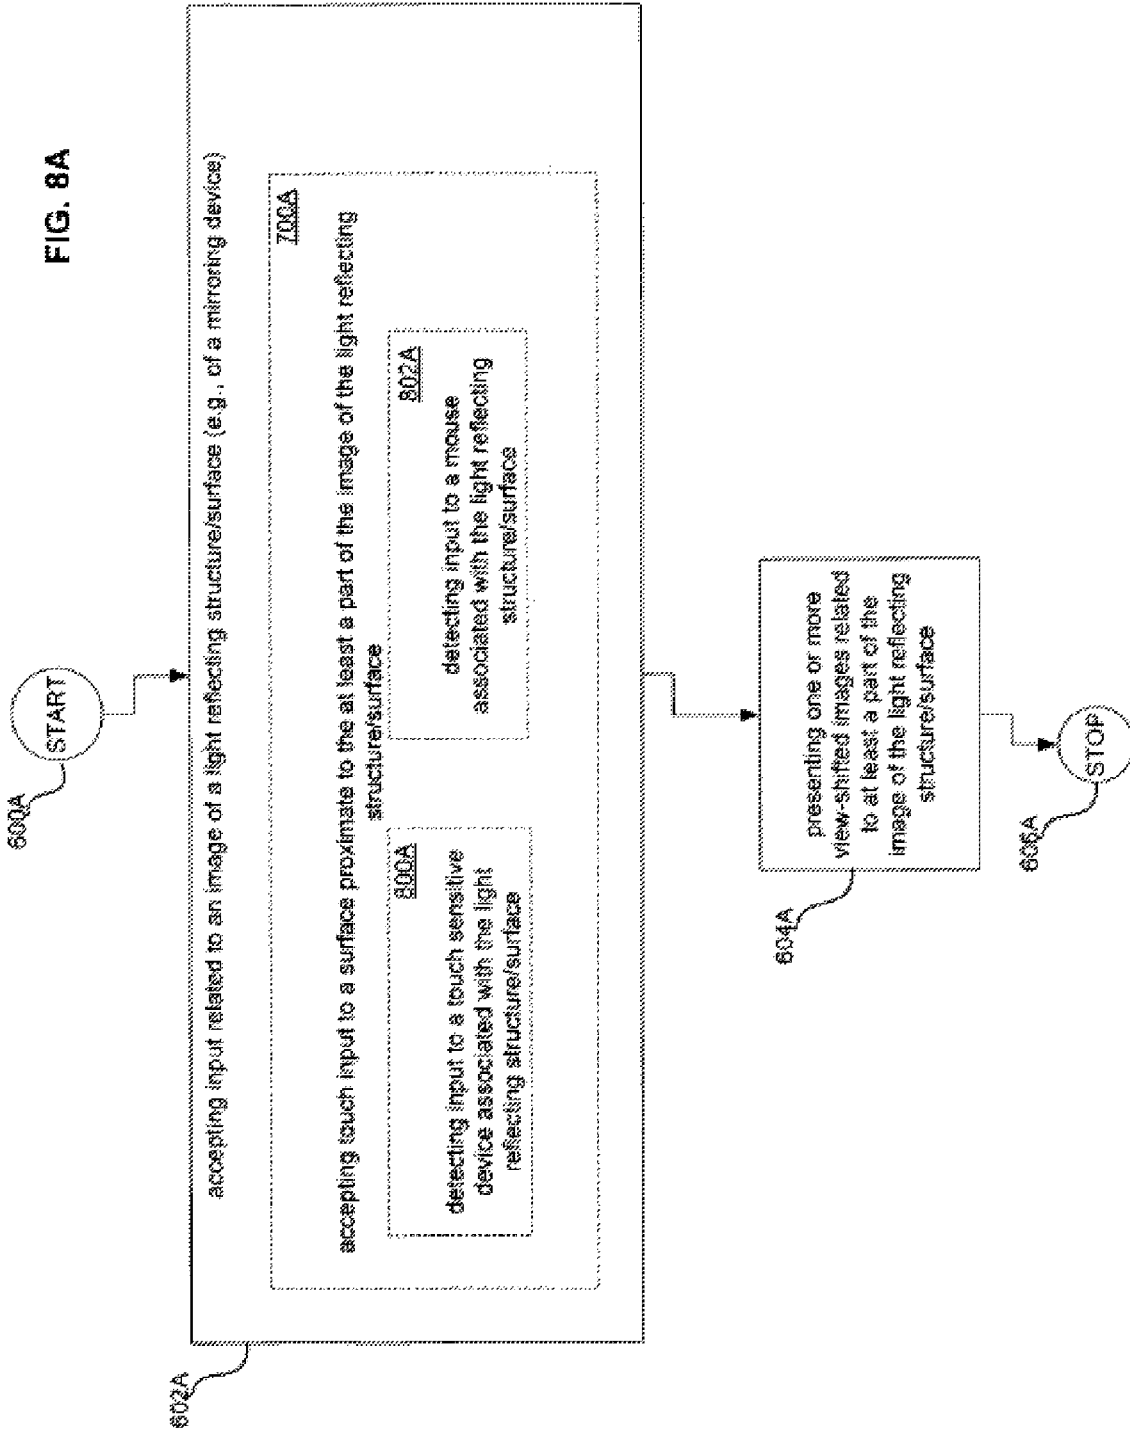 FIG. 8A
600A
START
602A
accepting input related to an image of a light reflecting structure/surface (e.g., of a mirroring device)
700A
accepting touch input to a surface proximate to the at least a part of the image of the light reflecting
structure/surface
800A
detecting input to a touch sensitive
device associated with the light
reflecting structure/surface
802A
detecting input to a mouse
associated with the light reflecting
structure/surface
604A
presenting one or more
view-shifted images related
to at least a part of the
image of the light reflecting
structure/surface
606A
STOP